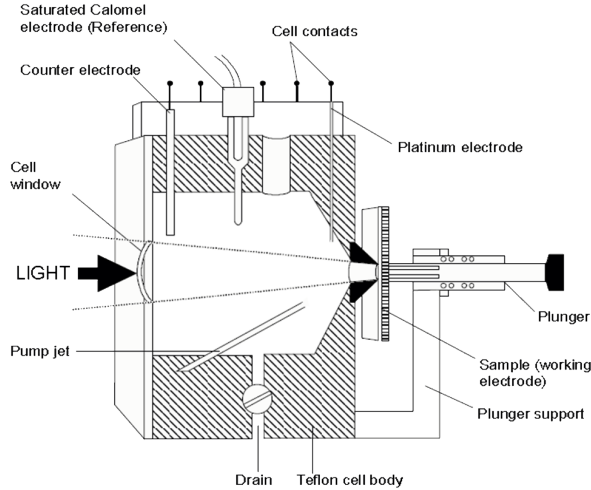 Saturated Calomel
electrode (Reference)
Cell contacts
Counter electrode
Platinum electrode
Cell
window
LIGHT
Plunger
Pump jet
Sample (working
electrode)
Plunger support
Drain
Teflon cell body